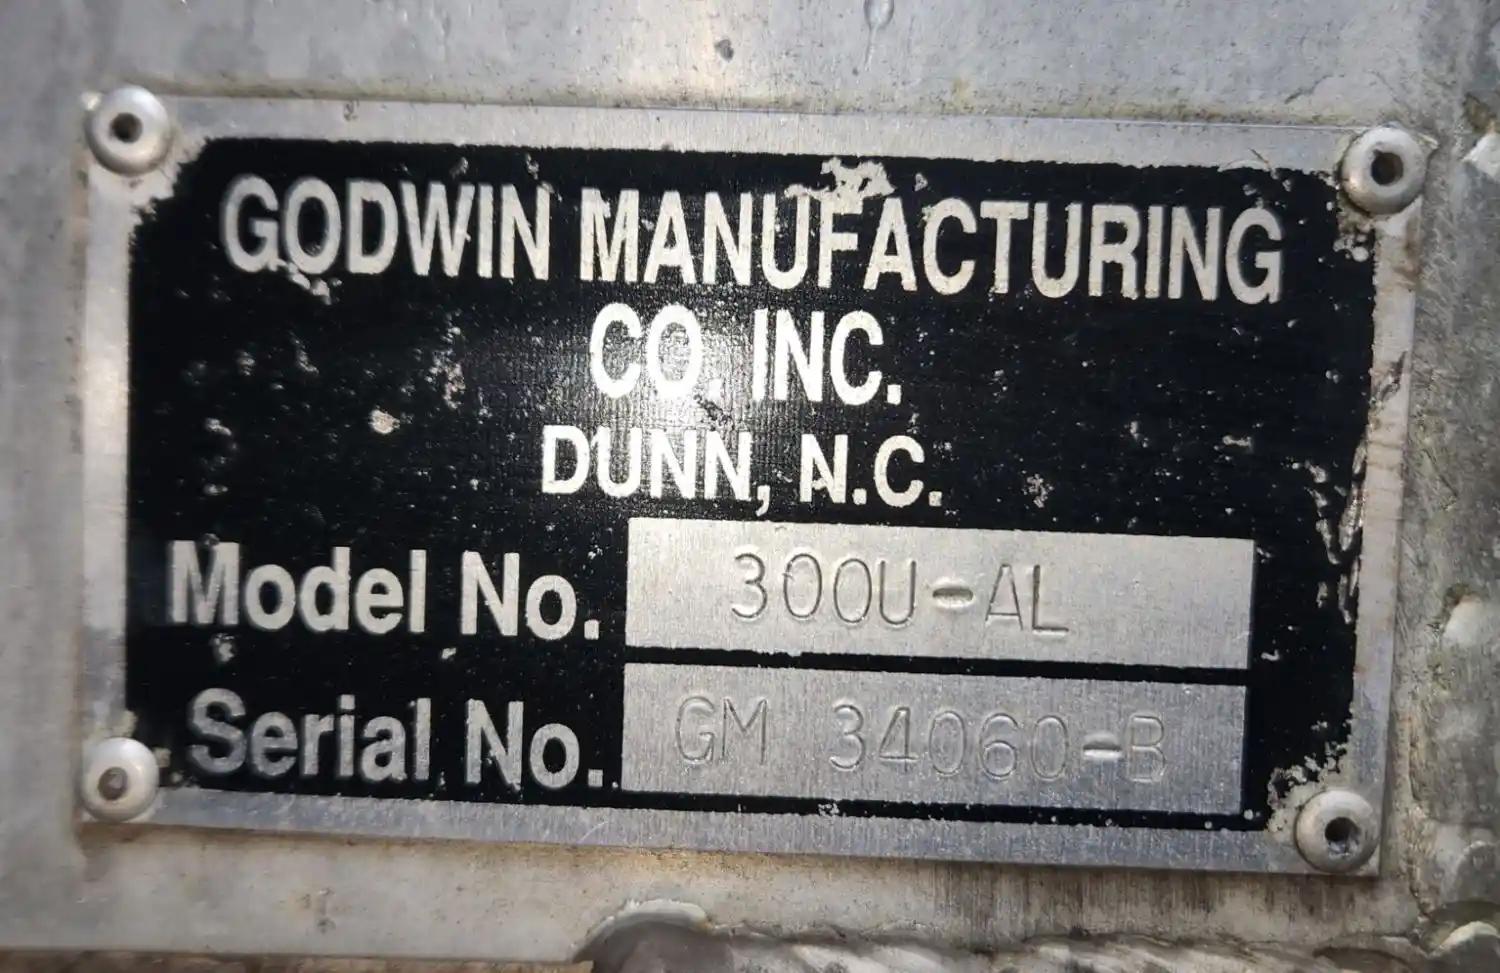 GODWIN MANUFACTURING
CO. INC.
DUNN, N.C.
Model No. 300U-AL
Serial No. GM 34060-B